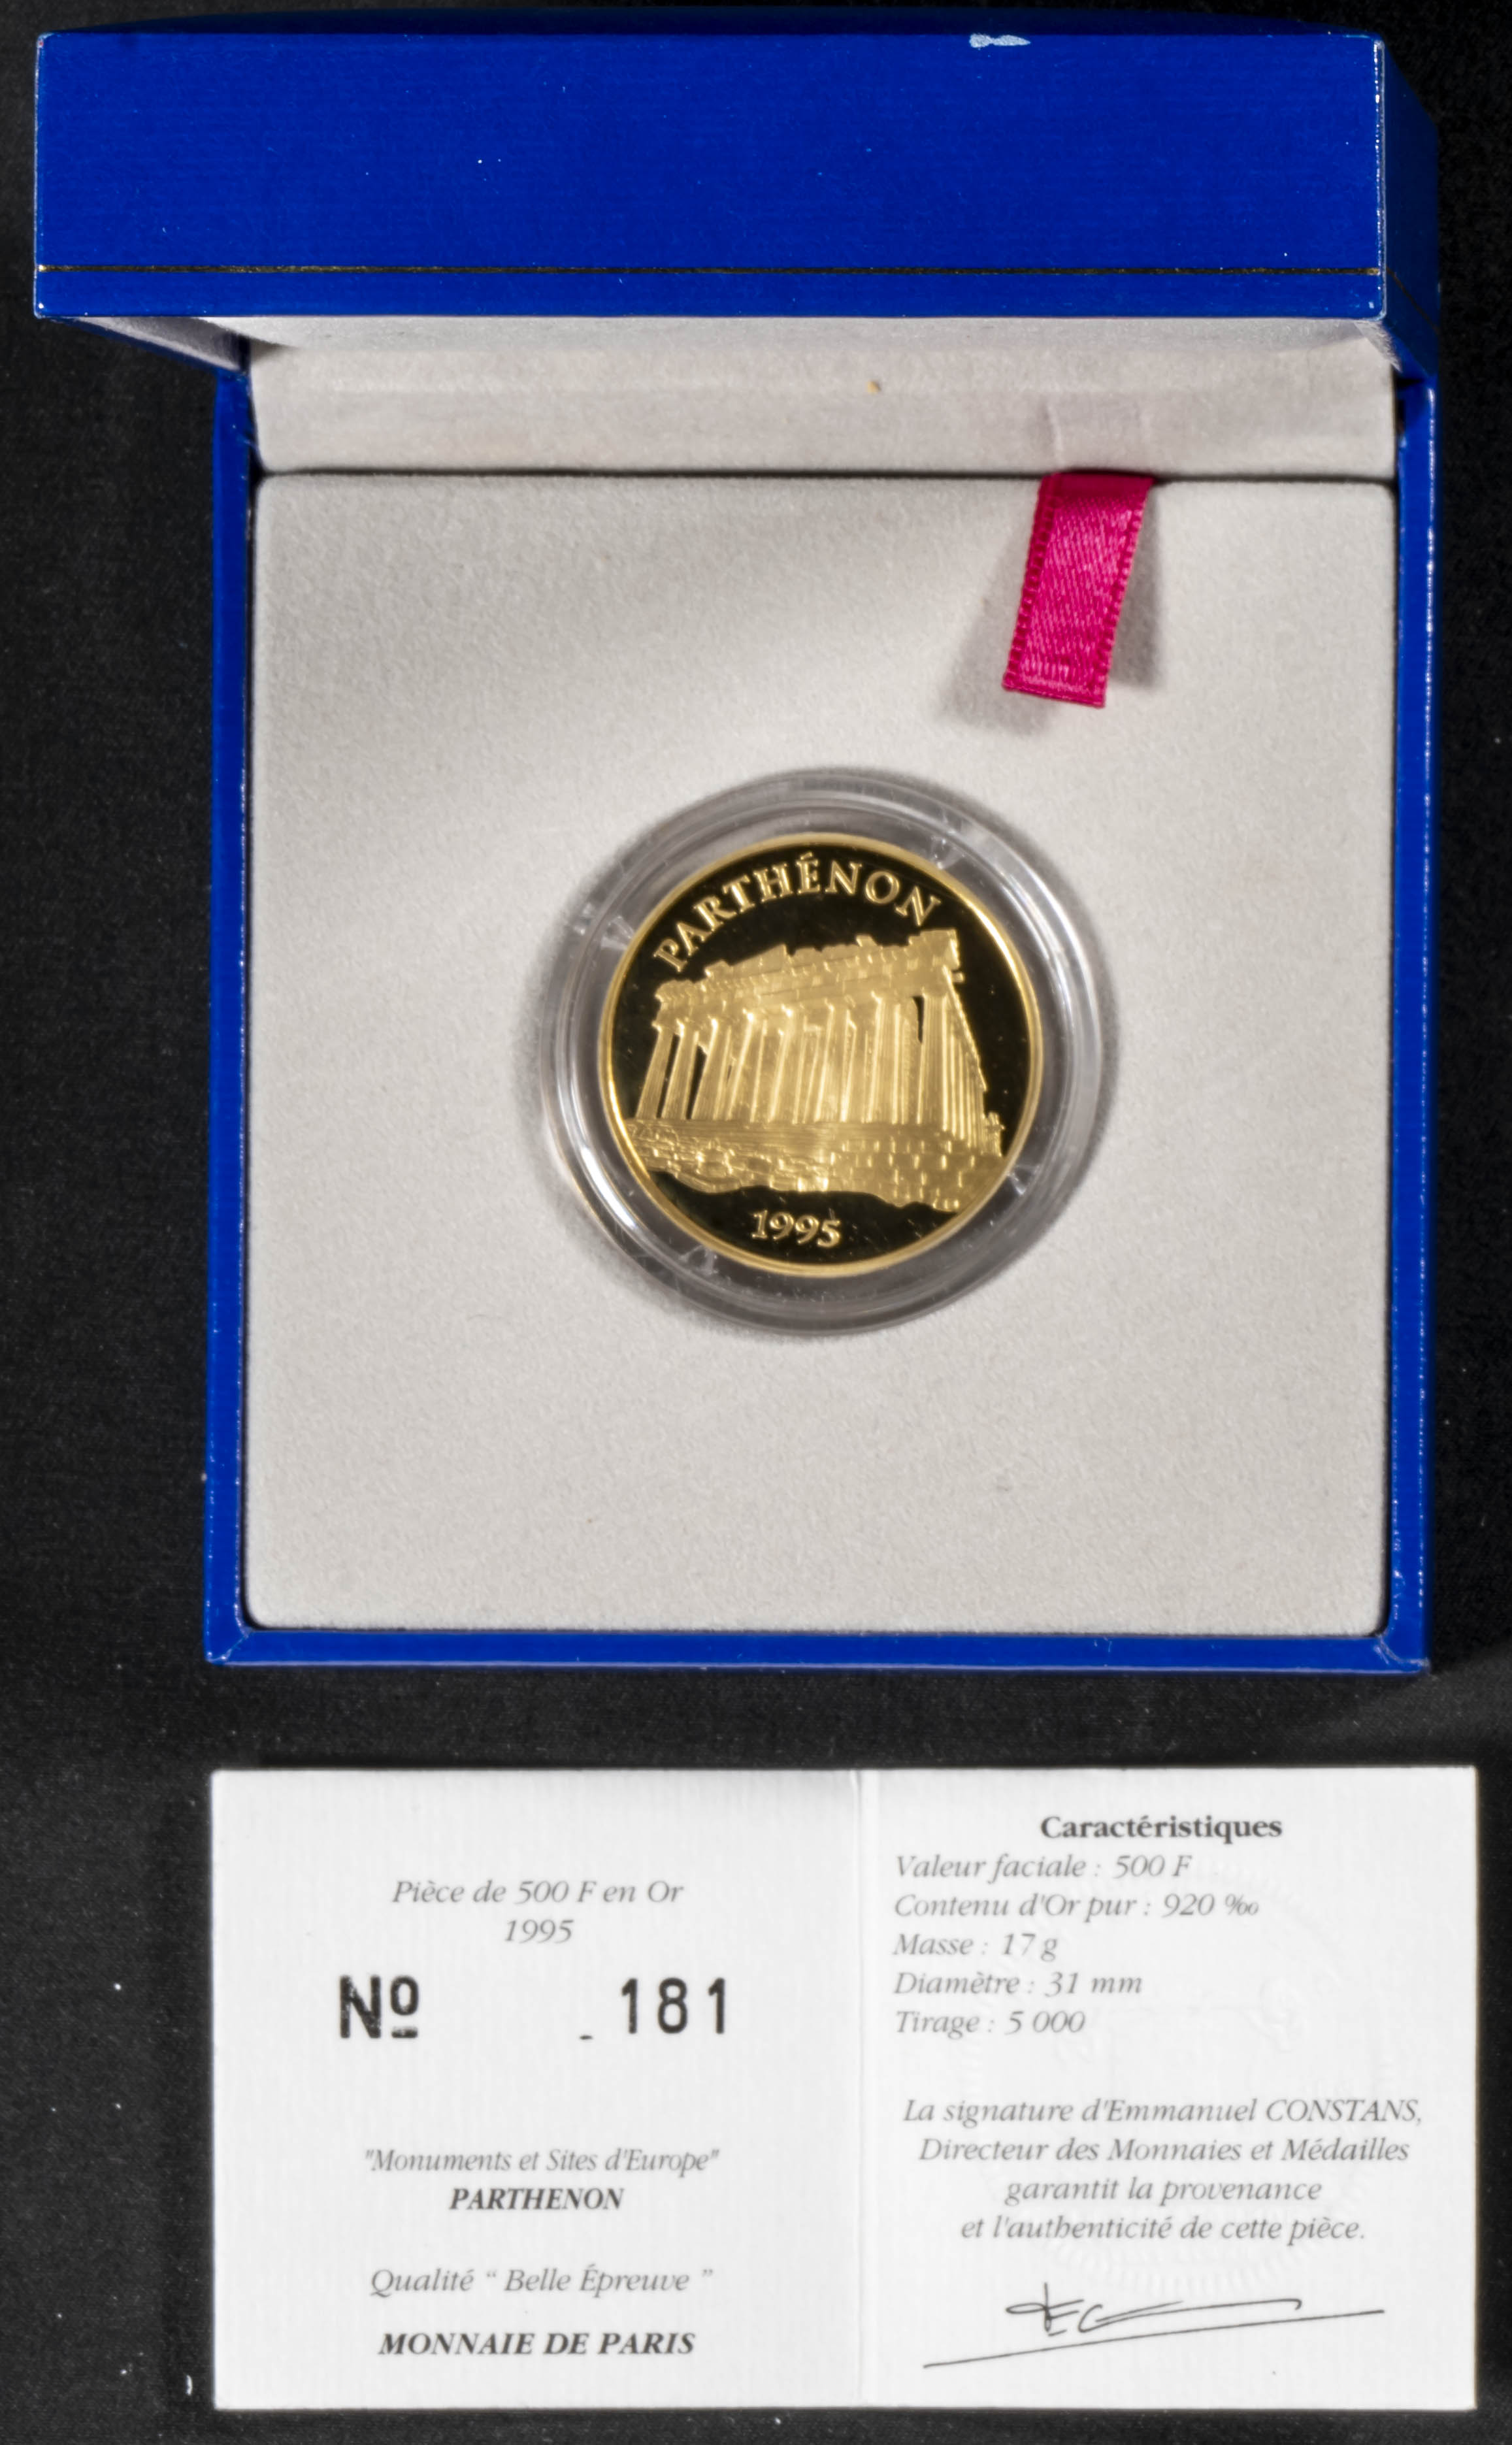 PARTHÉNON
1995
Pièce de 500 F en Or
1995
Nº 181
"Monuments et Sites d'Europe"
PARTHENON
Qualité “ Belle Épreuve ”
MONNAIE DE PARIS
Caractéristiques
Valeur faciale : 500 F
Contenu d'Or pur : 920 ‰
Masse : 17 g
Diamètre : 31 mm
Tirage : 5 000
La signature d'Emmanuel CONSTANS,
Directeur des Monnaies et Médailles
garantit la provenance
et l'authenticité de cette pièce.